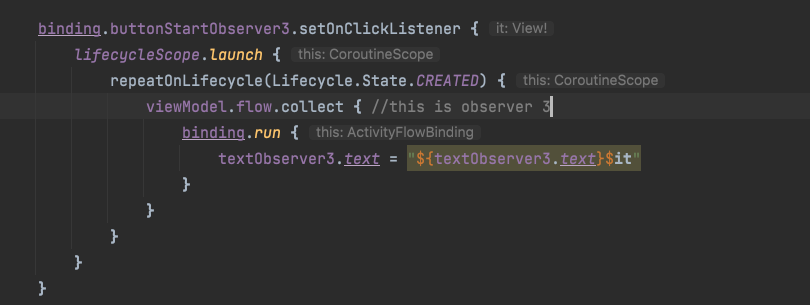 binding.buttonStartObserver3.setOnClickListener { it: View!
lifecycleScope.launch { this: CoroutineScope
repeatOnLifecycle(Lifecycle.State.CREATED) { this: CoroutineScope
viewModel.flow.collect { //this is observer 3
binding.run { this: ActivityFlowBinding
textObserver3.text = "${textObserver3.text}$it"
}
}
}
}
}